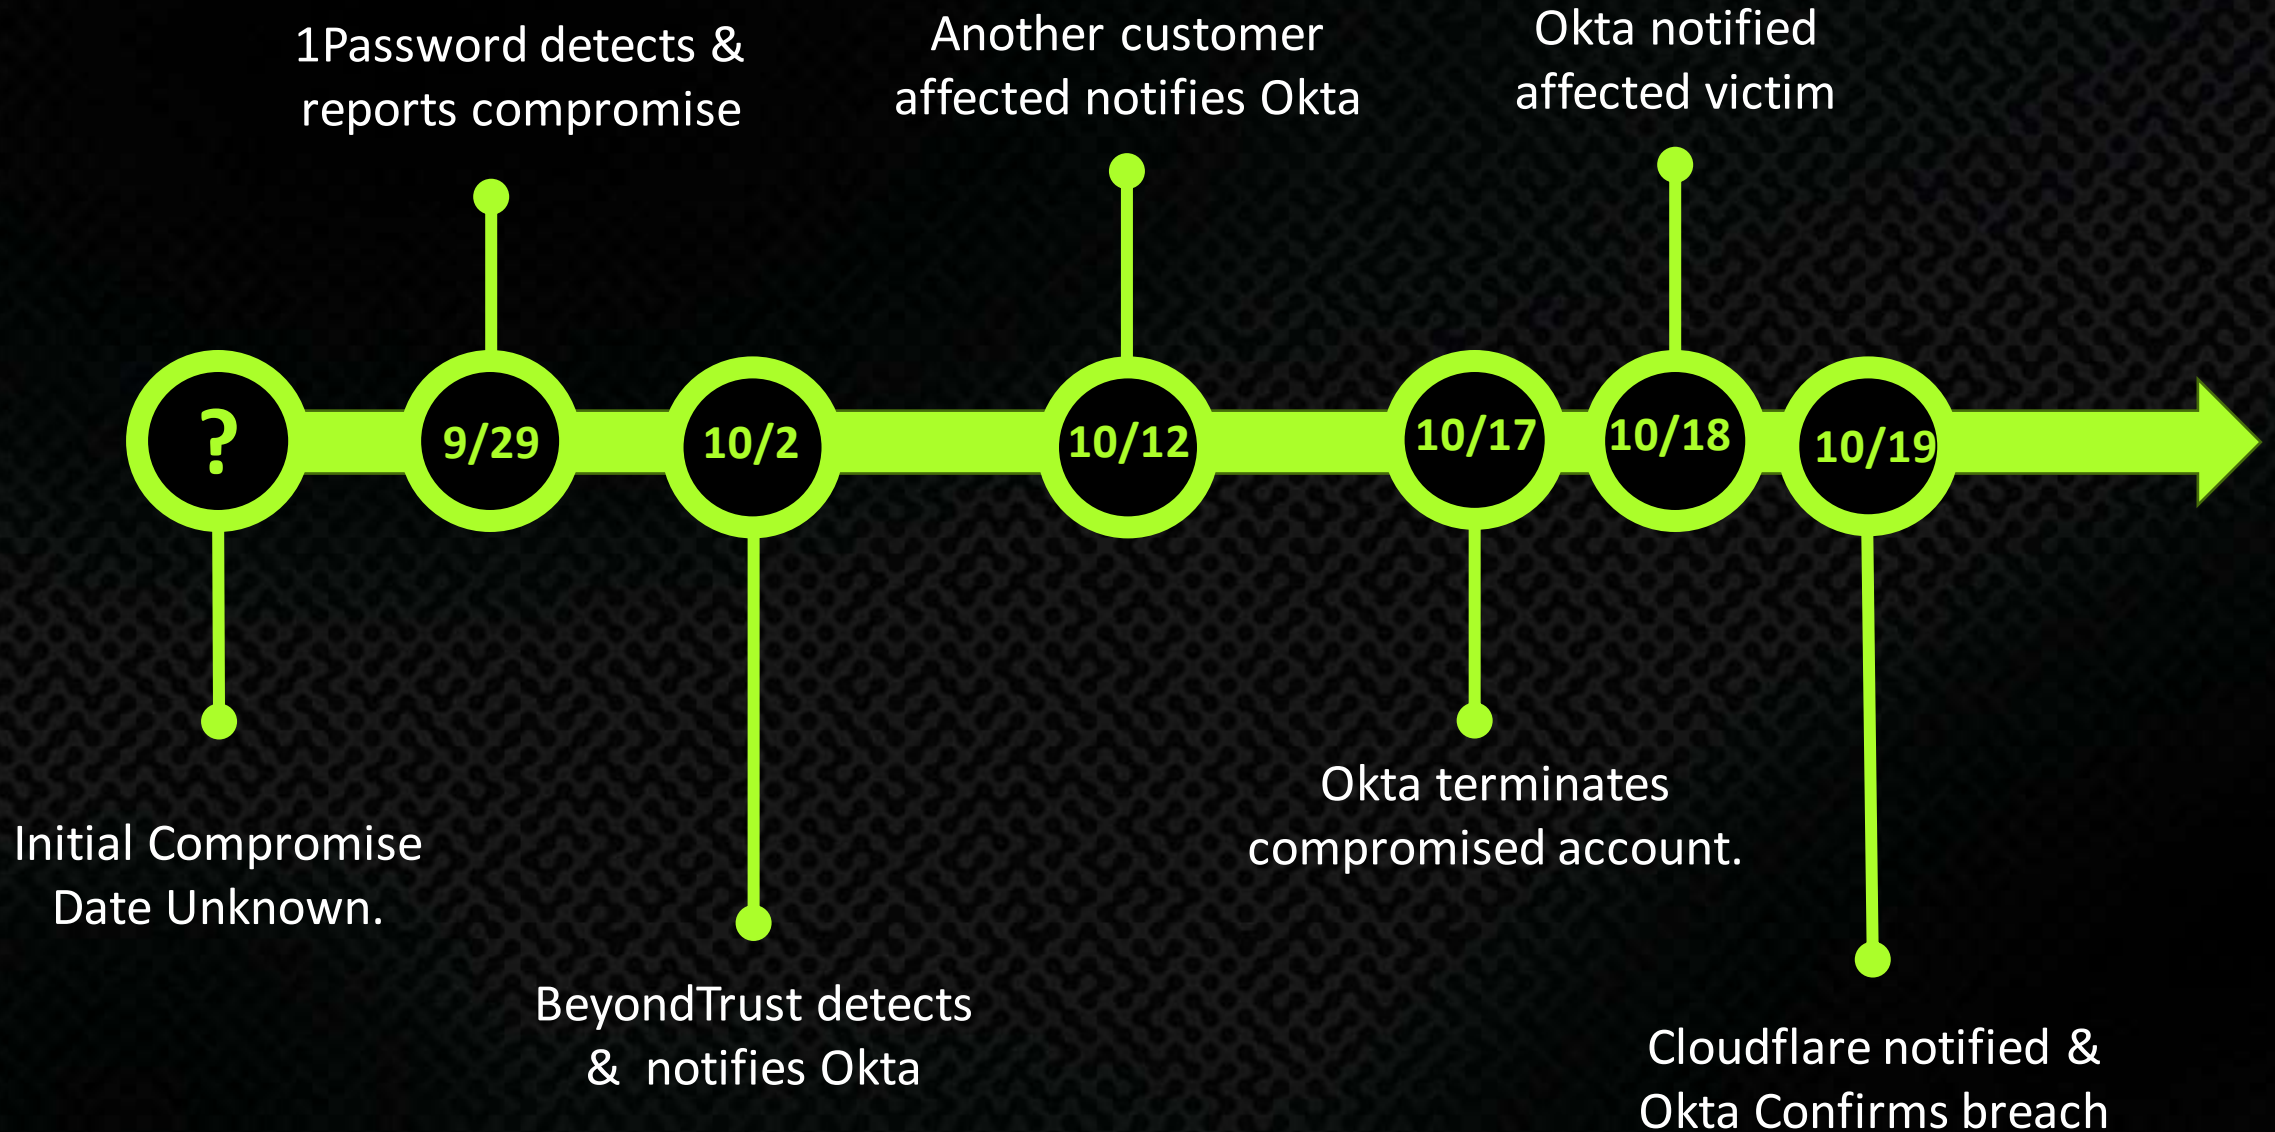 1Password detects &
reports compromise
Another customer
affected notifies Okta
Okta notified
affected victim
?
9/29
10/2
10/12
10/17
10/18
10/19
Initial Compromise
Date Unknown.
BeyondTrust detects
& notifies Okta
Okta terminates
compromised account.
Cloudflare notified &
Okta Confirms breach